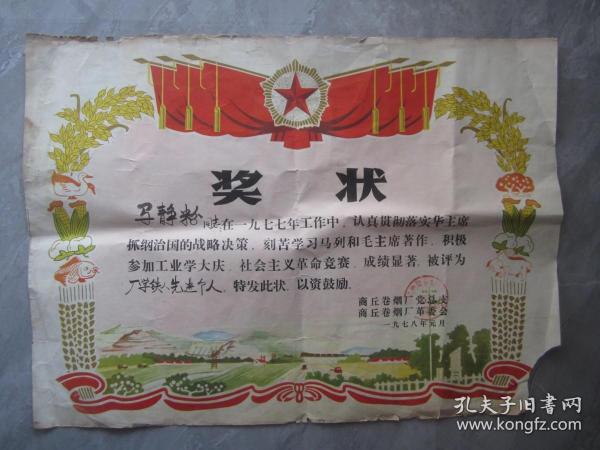 奖状
马静粉 同志在一九七七年工作中，认真贯彻落实华主席
抓纲治国的战略决策，刻苦学习马列和毛主席著作，积极
参加工业学大庆、社会主义革命竞赛，成绩显著，被评为
厂学铁人先进个人，特发此状，以资鼓励。
商丘卷烟厂党总支
商丘卷烟厂革委会
一九七八年元月
孔夫子旧书网
www.kongfz.com